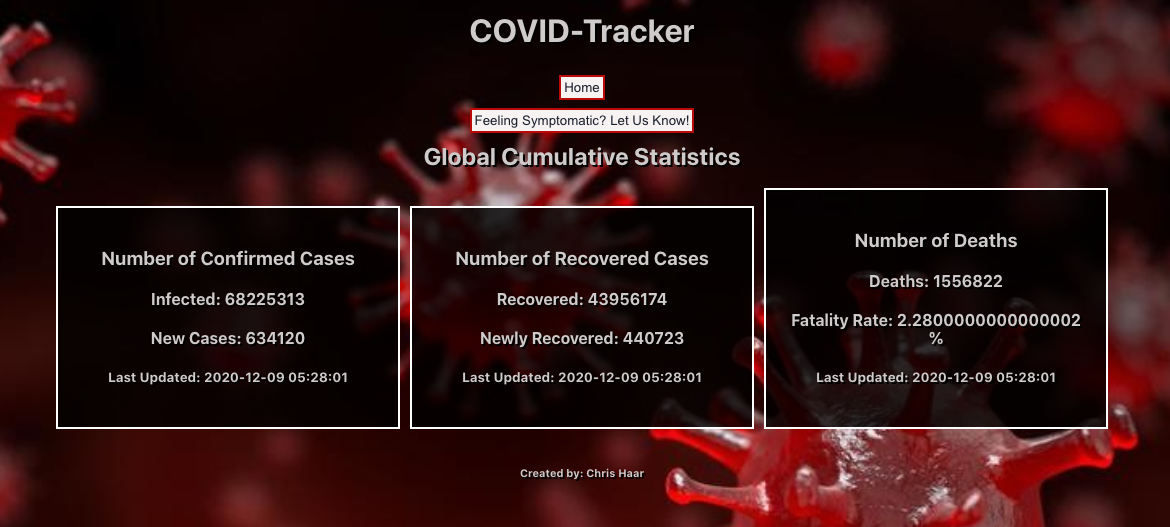 COVID-Tracker
Home
Feeling Symptomatic? Let Us Know!
Global Cumulative Statistics
Number of Confirmed Cases
Infected: 68225313
New Cases: 634120
Last Updated: 2020-12-09 05:28:01
Number of Recovered Cases
Recovered: 43956174
Newly Recovered: 440723
Last Updated: 2020-12-09 05:28:01
Number of Deaths
Deaths: 1556822
Fatality Rate: 2.2800000000000002
%
Last Updated: 2020-12-09 05:28:01
Created by: Chris Haar